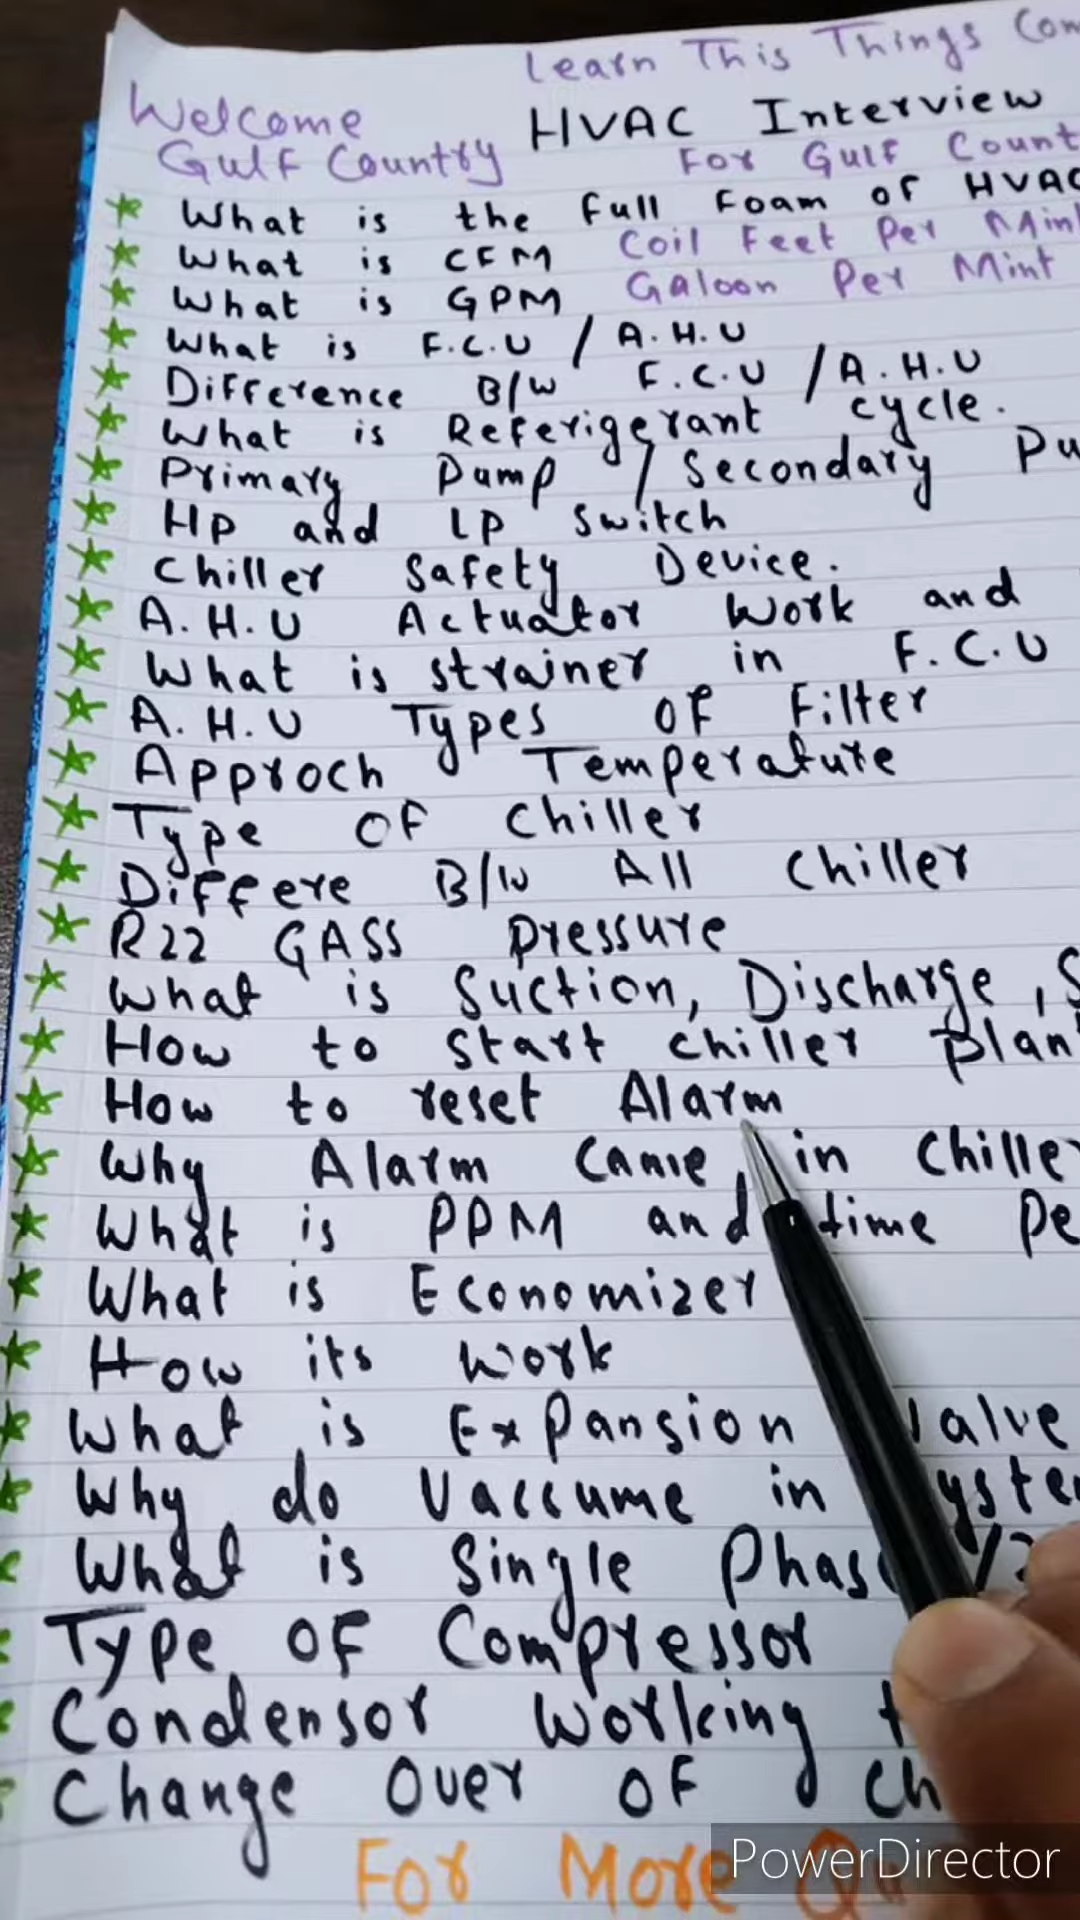 Learn This Things
Welcome
HVAC Interview
Gulf Country
For Gulf
What is the full Foam of HVAC
What is CFM Coil Feet Per
What is GPM Galoon Per Mint
What is F.C.U / A.H.U
Difference B/W F.C.U / A.H.U
What is Referigerant cycle.
Primary Pump / Secondary
HP and LP Switch
Chiller Safety Device.
A.H.U Actuator Work and
What is strainer in F.C.U
A.H.U Types of Filter
Approch Temperature
Type of chiller
Differe B/W All chiller
R22 GASS Pressure
What is Suction, Discharge,
How to start chiller
How to reset Alarm
Why Alarm Came in
What is PPM and time
What is Economizer
How its work
What is Expansion
Why do Vaccume in
What is Single
Type of Compressor
Condensor Working
Change Over of
For More
PowerDirector